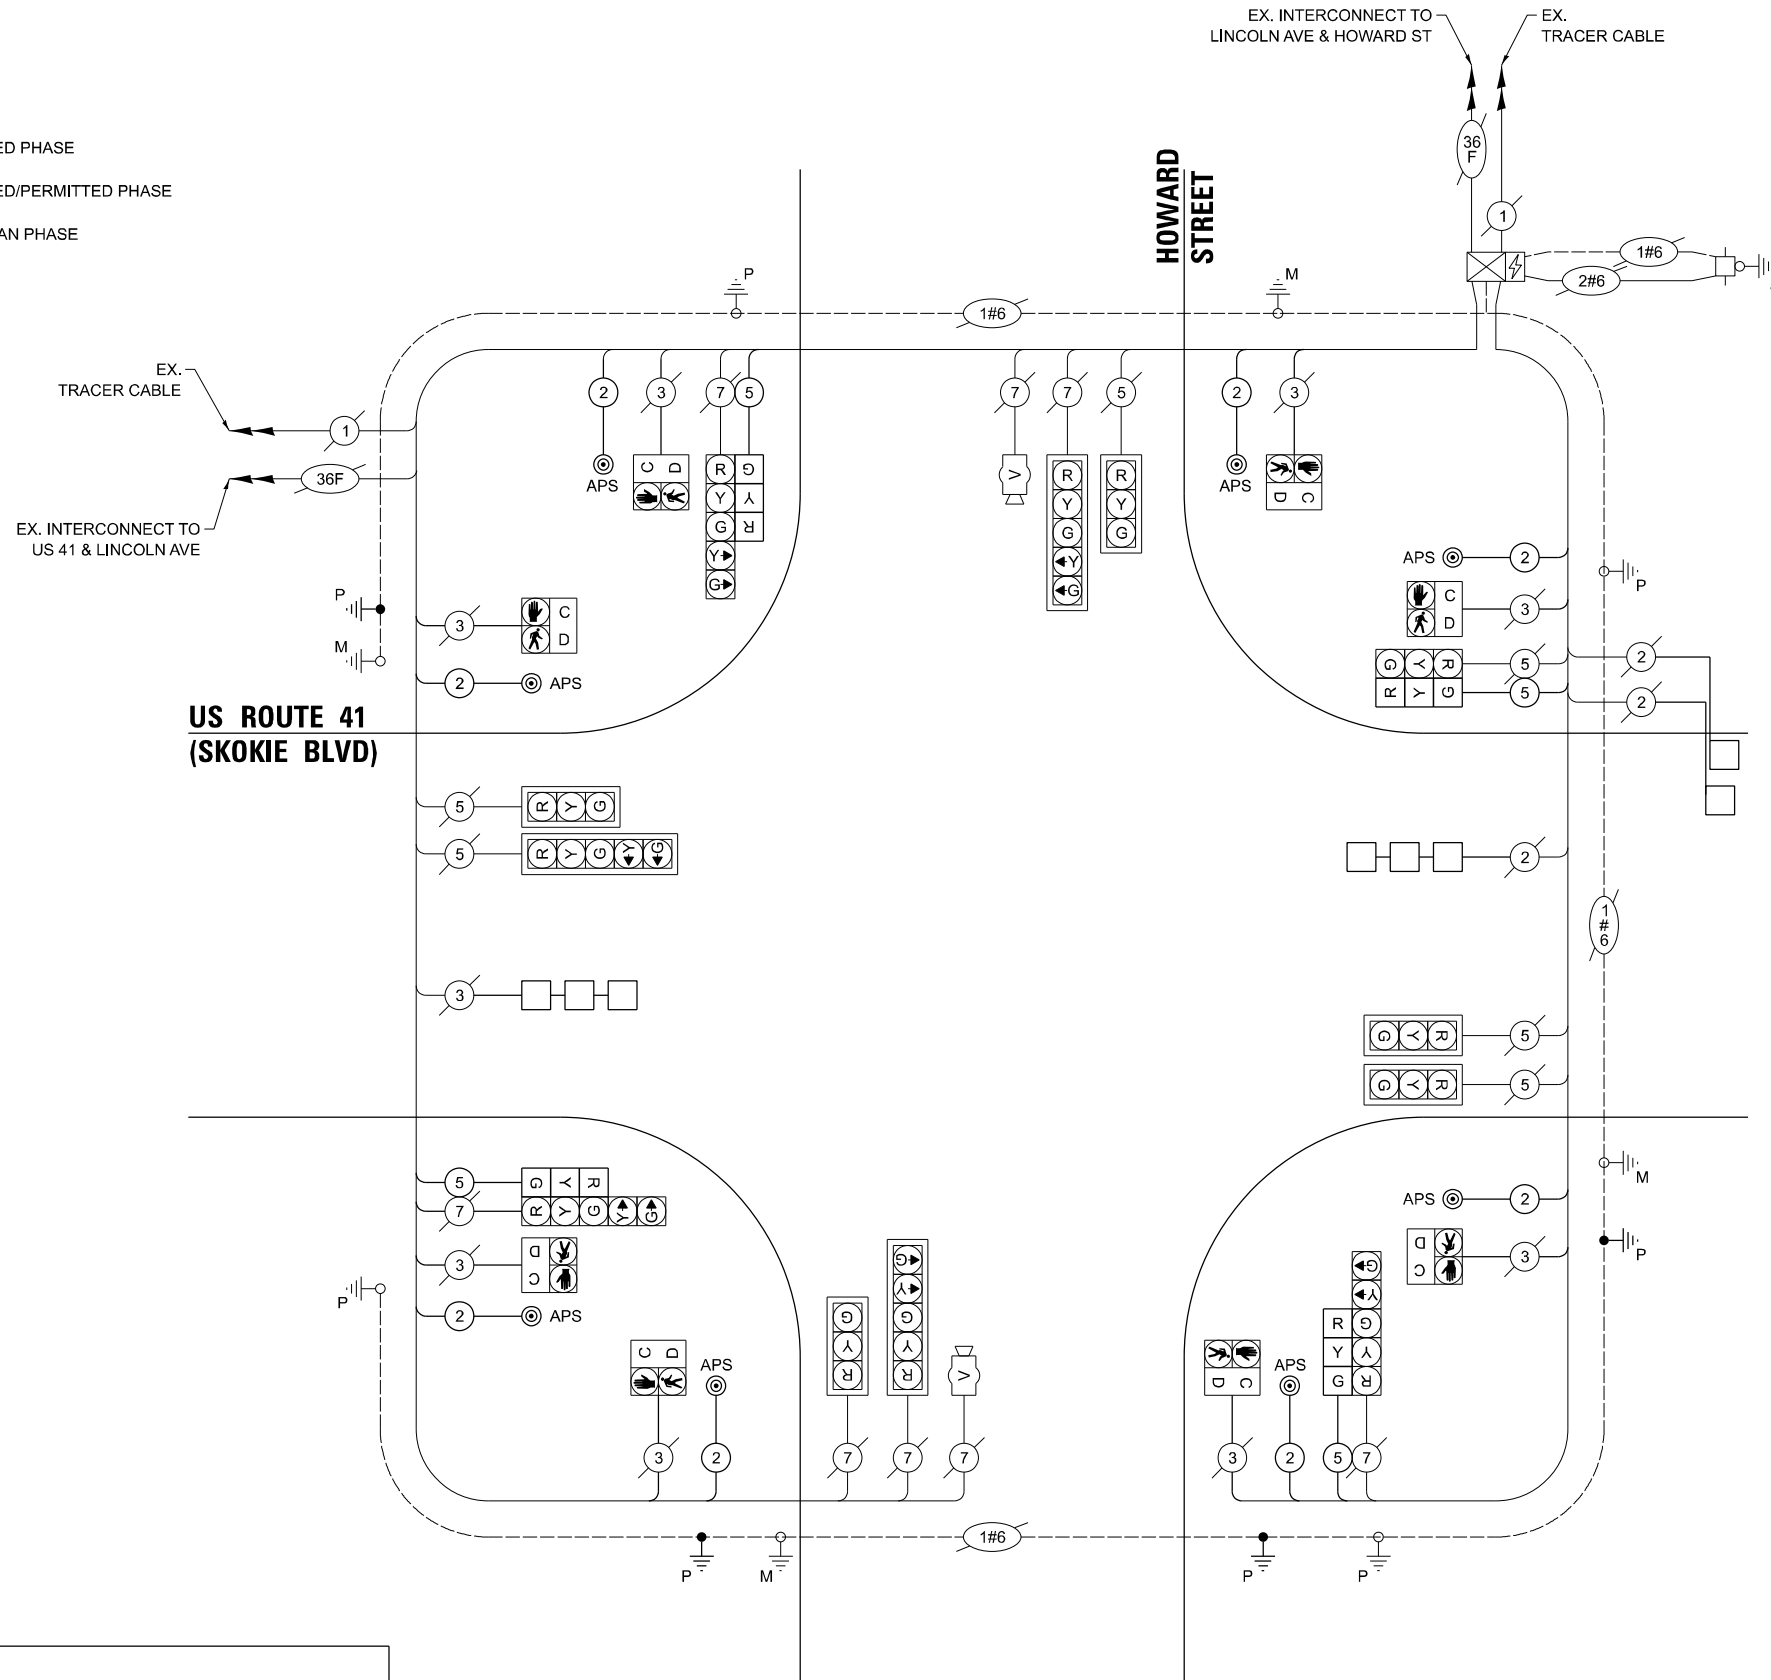 EX. INTERCONNECT TO
LINCOLN AVE & HOWARD ST
EX.
TRACER CABLE
ED PHASE
ED/PERMITTED PHASE
AN PHASE
36
F
1
HOWARD
STREET
1#6
2#6
P
1#6
M
EX.
TRACER CABLE
1
36F
EX. INTERCONNECT TO
US 41 & LINCOLN AVE
2
3
7
5
7
7
5
2
3
APS
C D
R
Y
G
Y
G
G
Y
R
V
R
Y
G
Y
G
R
Y
G
APS
D C
APS
2
P
C
D
3
G Y R
5
R Y G
5
2
2
P
M
3
C
D
2
APS
US ROUTE 41
(SKOKIE BLVD)
5
R Y G
5
R Y G Y G
2
1
#
6
3
G Y R
5
G Y R
5
M
P
5
G Y R
7
R Y G Y G
3
D
C
2
APS
P
APS
2
D
C
3
C D
APS
G
Y
R
G
Y
G
Y
R
V
D C
APS
R
Y
G
G
Y
G
Y
R
3
2
7
7
7
3
2
5
7
P
M
1#6
P
P